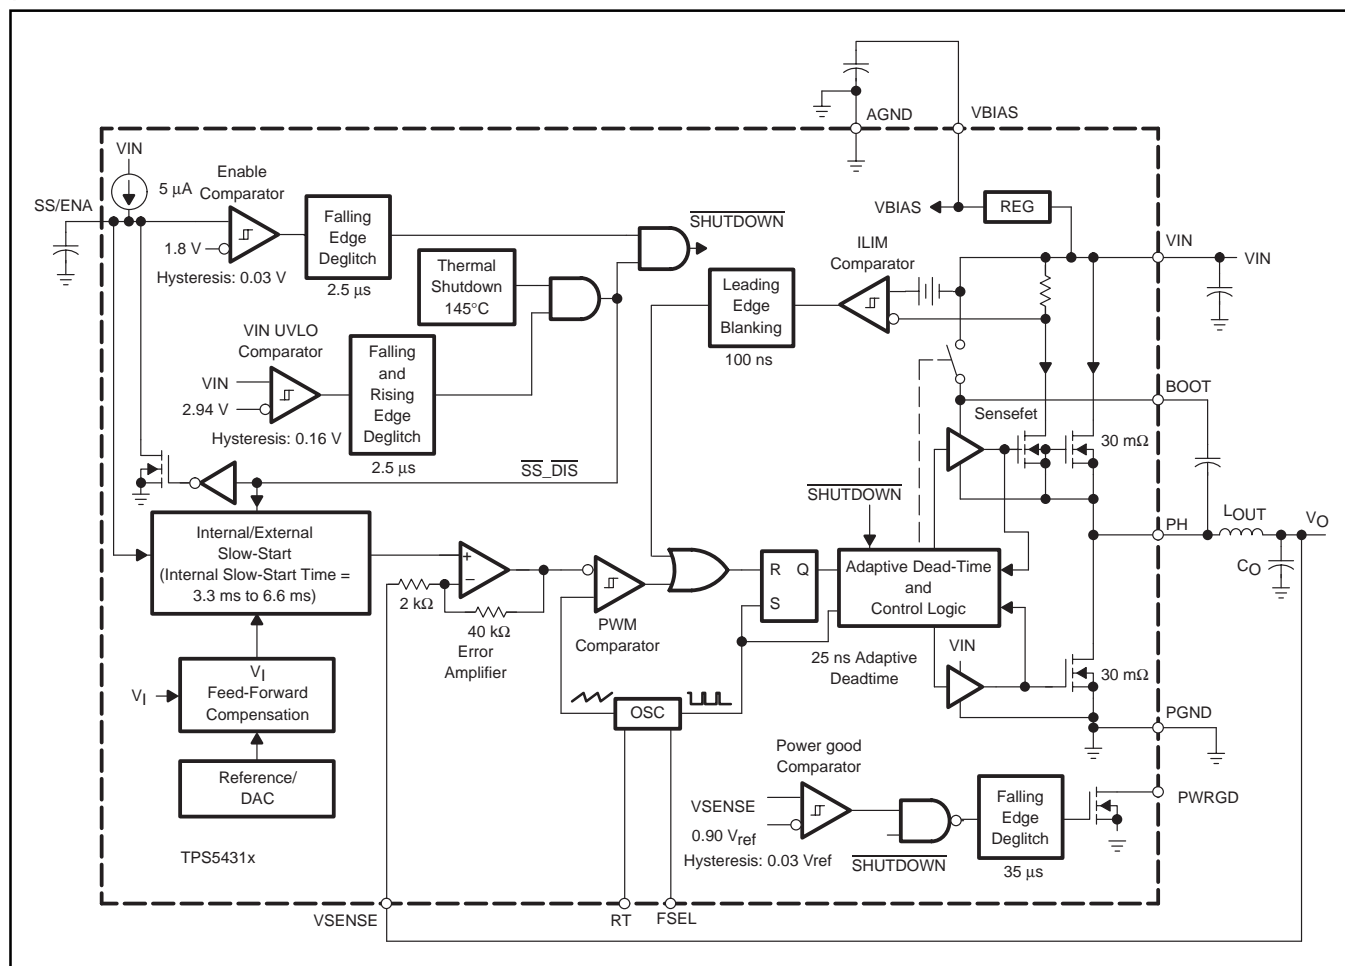 AGND
VBIAS
VIN
Enable
Comparator
5 μA
SS/ENA
1.8 V
Hysteresis: 0.03 V
Falling
Edge
Deglitch
2.5 μs
SHUTDOWN
VBIAS
REG
VIN
VIN
ILIM
Comparator
Thermal
Shutdown
145°C
Leading
Edge
Blanking
100 ns
VIN UVLO
Comparator
VIN
2.94 V
Hysteresis: 0.16 V
Falling
and
Rising
Edge
Deglitch
2.5 μs
BOOT
Sensefet
30 mΩ
SS_DIS
SHUTDOWN
Internal/External
Slow-Start
(Internal Slow-Start Time =
3.3 ms to 6.6 ms)
PH
LOUT
VO
CO
+
−
2 kΩ
40 kΩ
Error
Amplifier
PWM
Comparator
R Q
S
Adaptive Dead-Time
and
Control Logic
25 ns Adaptive
Deadtime
VIN
30 mΩ
VI
VI
Feed-Forward
Compensation
OSC
PGND
Reference/
DAC
Power good
Comparator
VSENSE
0.90 Vref
Hysteresis: 0.03 Vref
SHUTDOWN
Falling
Edge
Deglitch
35 μs
PWRGD
TPS5431x
VSENSE
RT
FSEL